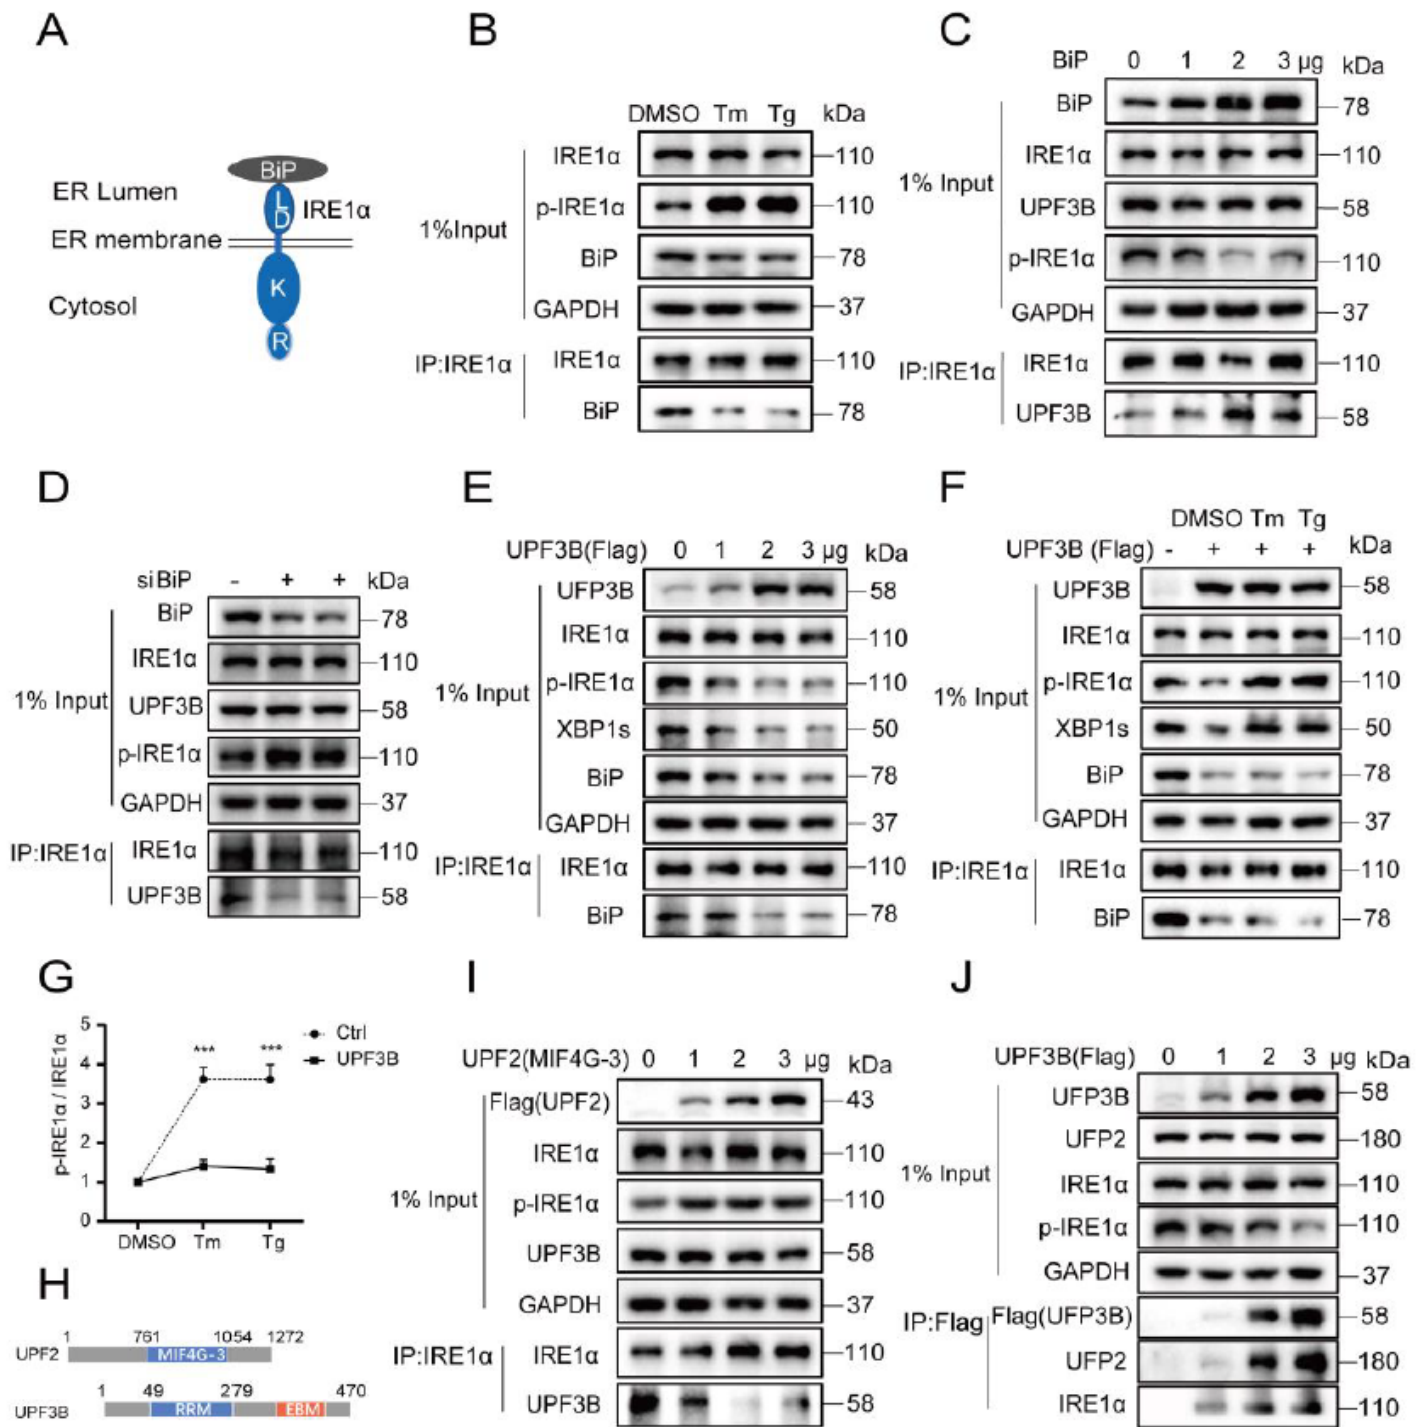 A
BiP
ER Lumen
LD
IRE1α
ER membrane
K
Cytosol
R
B
DMSO Tm Tg kDa
1%Input
IRE1α 110
p-IRE1α 110
BiP 78
GAPDH 37
IP:IRE1α
IRE1α 110
BiP 78
C
BiP 0 1 2 3 µg kDa
1% Input
BiP 78
IRE1α 110
UPF3B 58
p-IRE1α 110
GAPDH 37
IP:IRE1α
IRE1α 110
UPF3B 58
D
siBiP - + + kDa
1% Input
BiP 78
IRE1α 110
UPF3B 58
p-IRE1α 110
GAPDH 37
IP:IRE1α
IRE1α 110
UPF3B 58
E
UPF3B(Flag) 0 1 2 3 µg kDa
1% Input
UFP3B 58
IRE1α 110
p-IRE1α 110
XBP1s 50
BiP 78
GAPDH 37
IP:IRE1α
IRE1α 110
BiP 78
F
DMSO Tm Tg
UPF3B (Flag) - + + + kDa
1% Input
UPF3B 58
IRE1α 110
p-IRE1α 110
XBP1s 50
BiP 78
GAPDH 37
IP:IRE1α
IRE1α 110
BiP 78
G
p-IRE1α / IRE1α
5
4
3
2
1
0
*** ***
Ctrl
UPF3B
DMSO Tm Tg
H
1 761 1054 1272
UPF2 MIF4G-3
1 49 279 470
UPF3B RRM EBM
I
UPF2(MIF4G-3) 0 1 2 3 µg kDa
1% Input
Flag(UPF2) 43
IRE1α 110
p-IRE1α 110
UPF3B 58
GAPDH 37
IP:IRE1α
IRE1α 110
UPF3B 58
J
UPF3B(Flag) 0 1 2 3 µg kDa
1% Input
UFP3B 58
UFP2 180
IRE1α 110
p-IRE1α 110
GAPDH 37
IP:Flag
Flag(UFP3B) 58
UFP2 180
IRE1α 110